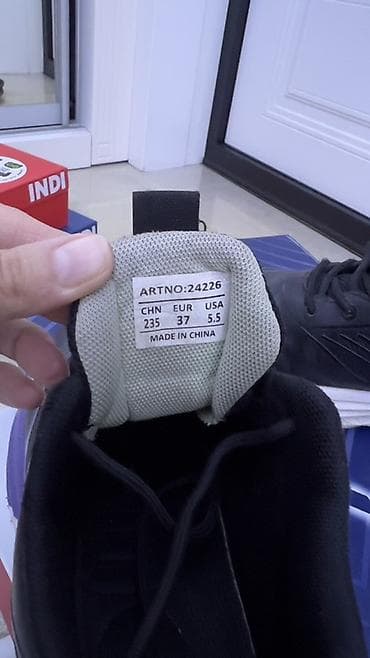 INDI
ARTNO:24226
CHN EUR USA
235 37 5.5
MADE IN CHINA